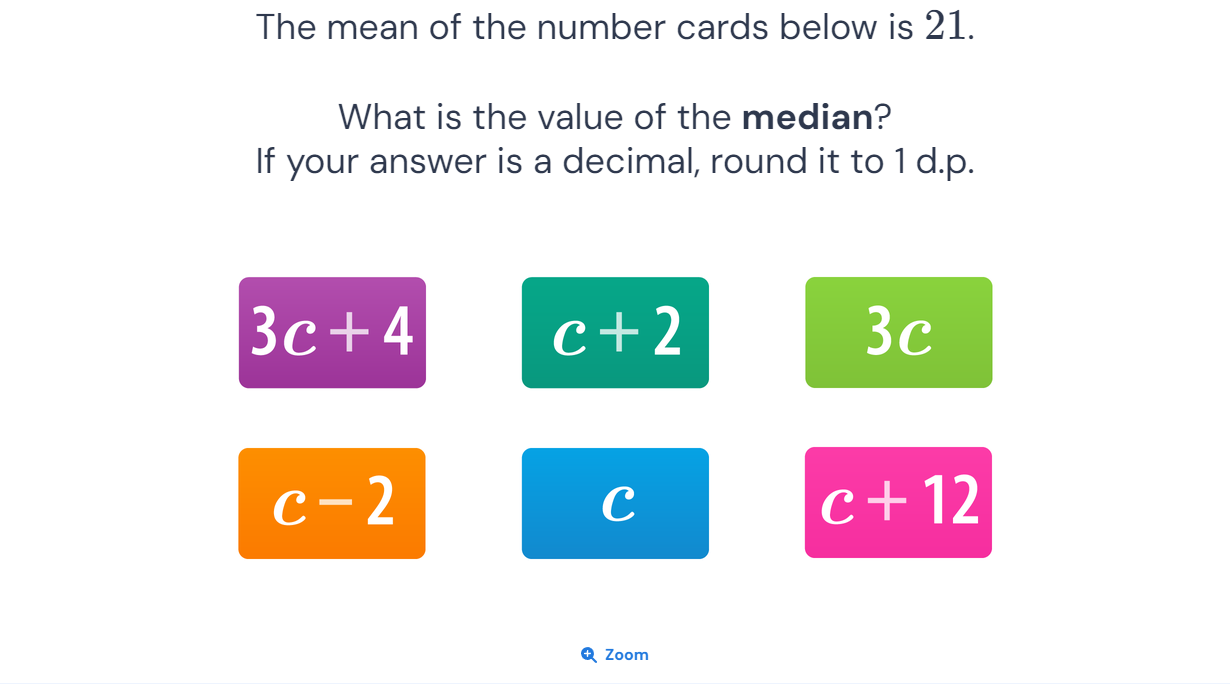 The mean of the number cards below is 21.
What is the value of the median?
If your answer is a decimal, round it to 1 d.p.
3c + 4
c + 2
3c
c − 2
c
c + 12
Zoom